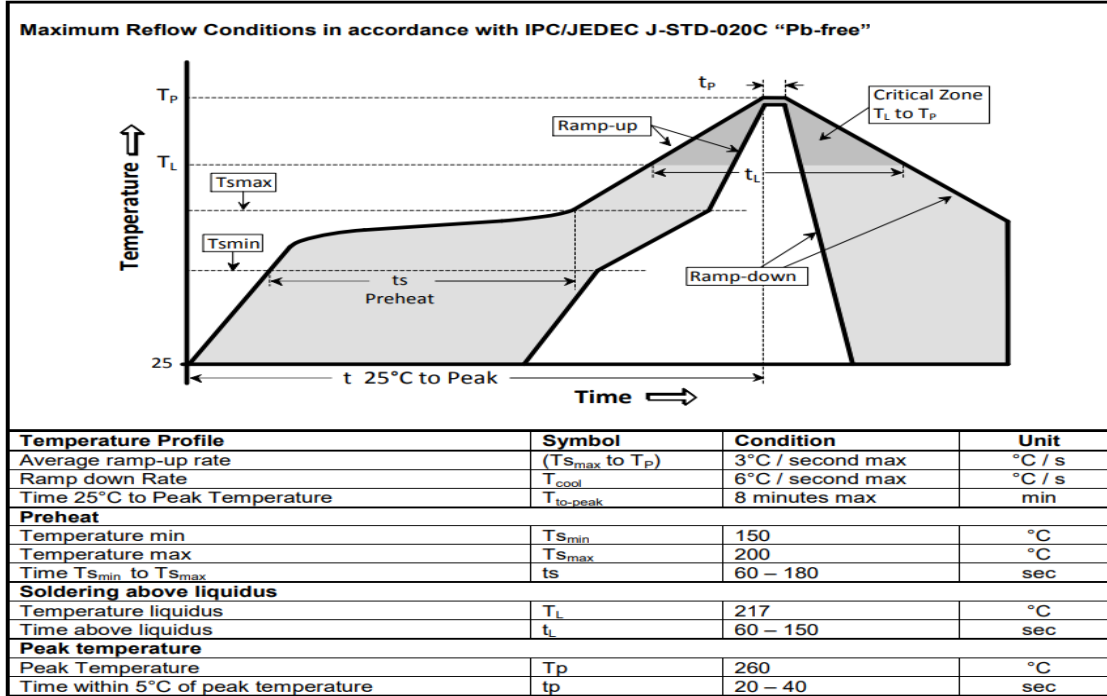 Maximum Reflow Conditions in accordance with IPC/JEDEC J-STD-020C “Pb-free”
tP
TP
Critical Zone
TL to TP
Ramp-up
TL
tL
Tsmax
Tsmin
Ramp-down
ts
Preheat
Temperature
25
t 25°C to Peak
Time
Temperature Profile Symbol Condition Unit
Average ramp-up rate (Tsmax to TP) 3°C / second max °C / s
Ramp down Rate Tcool 6°C / second max °C / s
Time 25°C to Peak Temperature Tto-peak 8 minutes max min
Preheat
Temperature min Tsmin 150 °C
Temperature max Tsmax 200 °C
Time Tsmin to Tsmax ts 60 – 180 sec
Soldering above liquidus
Temperature liquidus TL 217 °C
Time above liquidus tL 60 – 150 sec
Peak temperature
Peak Temperature Tp 260 °C
Time within 5°C of peak temperature tp 20 – 40 sec